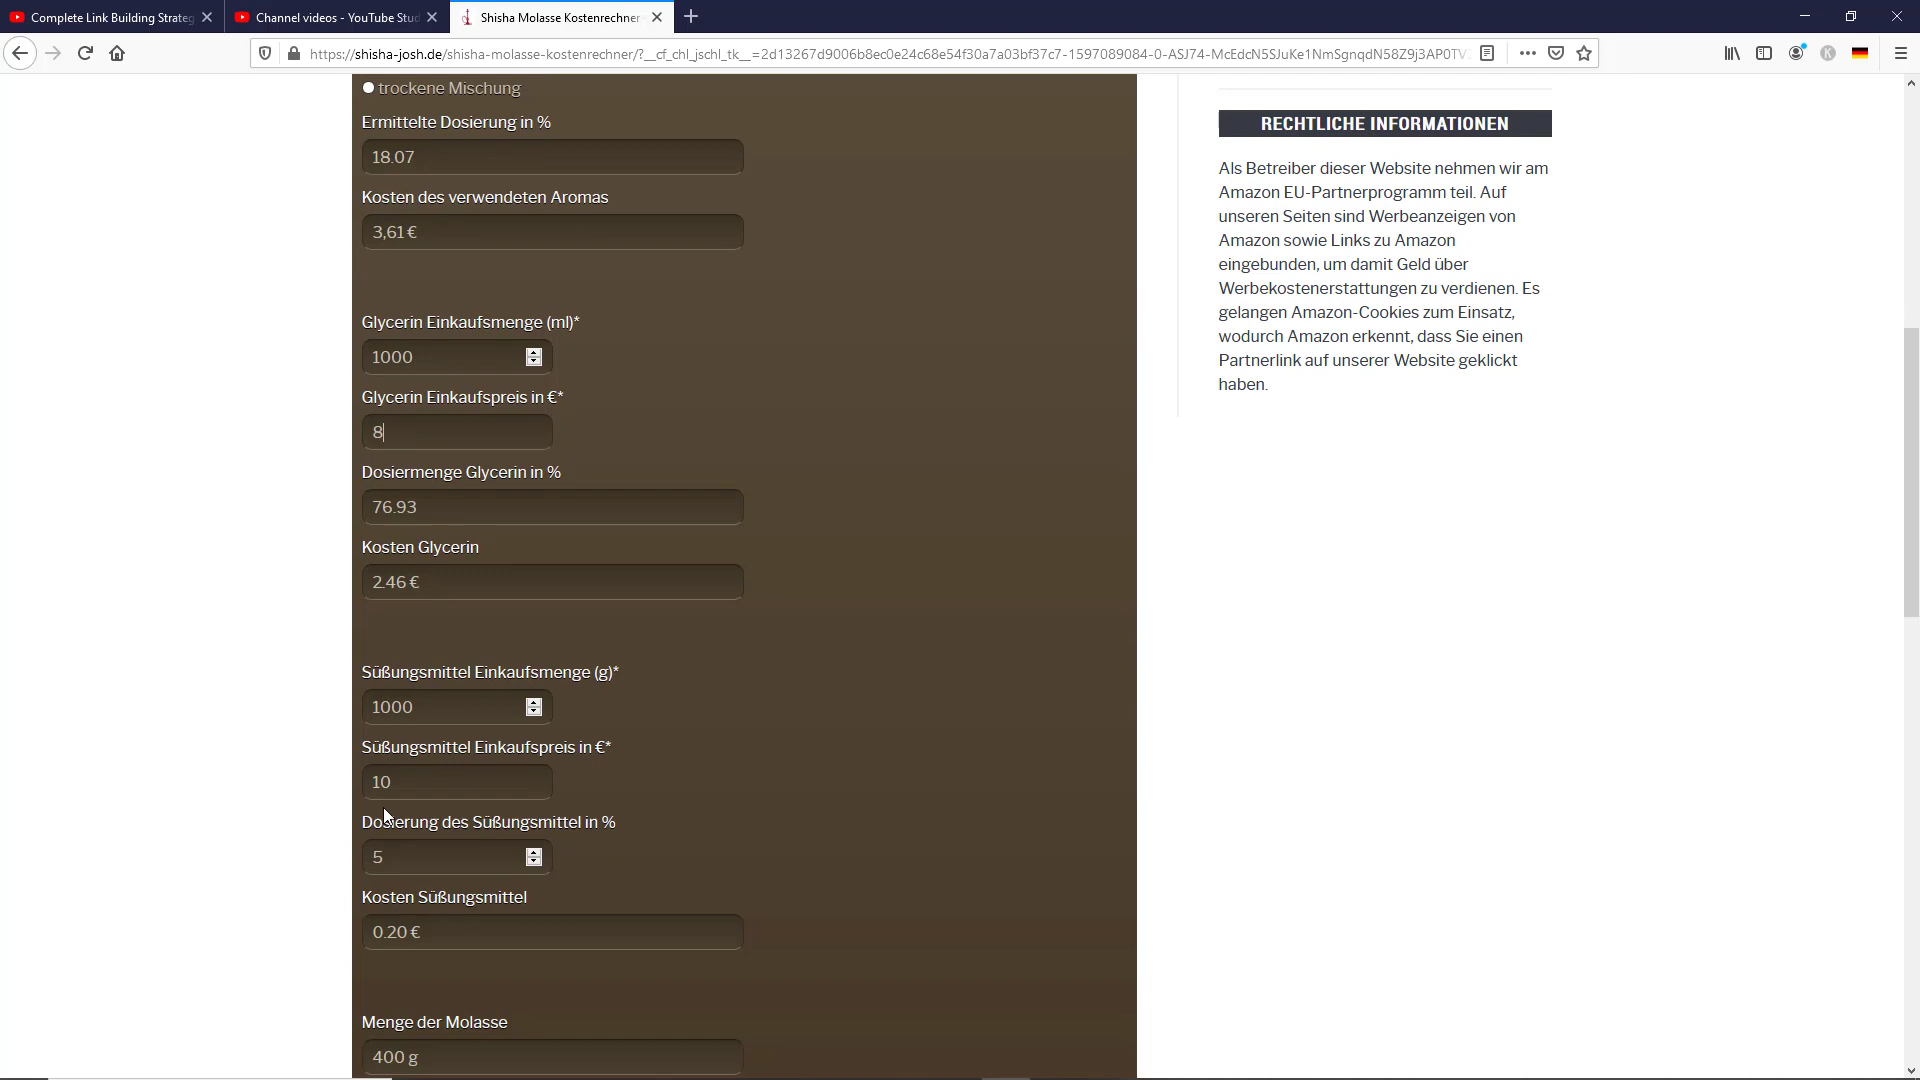 Complete Link Building Strateg
Channel videos - YouTube Stud
Shisha Molasse Kostenrechner
https://shisha-josh.de/shisha-molasse-kostenrechner/?__cf_chl_jschl_tk__=2d13267d9006b8ec0e24c68e54f30a7a03bf37c7-1597089084-0-ASJ74-McEdcN5SJuKe1NmSgnqdN58Z9j3AP0TV
trockene Mischung
Ermittelte Dosierung in %
18.07
Kosten des verwendeten Aromas
3,61 €
Glycerin Einkaufsmenge (ml)*
1000
Glycerin Einkaufspreis in €*
8
Dosiermenge Glycerin in %
76.93
Kosten Glycerin
2.46 €
Süßungsmittel Einkaufsmenge (g)*
1000
Süßungsmittel Einkaufspreis in €*
10
Dosierung des Süßungsmittel in %
5
Kosten Süßungsmittel
0.20 €
Menge der Molasse
400 g
RECHTLICHE INFORMATIONEN
Als Betreiber dieser Website nehmen wir am
Amazon EU-Partnerprogramm teil. Auf
unseren Seiten sind Werbeanzeigen von
Amazon sowie Links zu Amazon
eingebunden, um damit Geld über
Werbekostenerstattungen zu verdienen. Es
gelangen Amazon-Cookies zum Einsatz,
wodurch Amazon erkennt, dass Sie einen
Partnerlink auf unserer Website geklickt
haben.